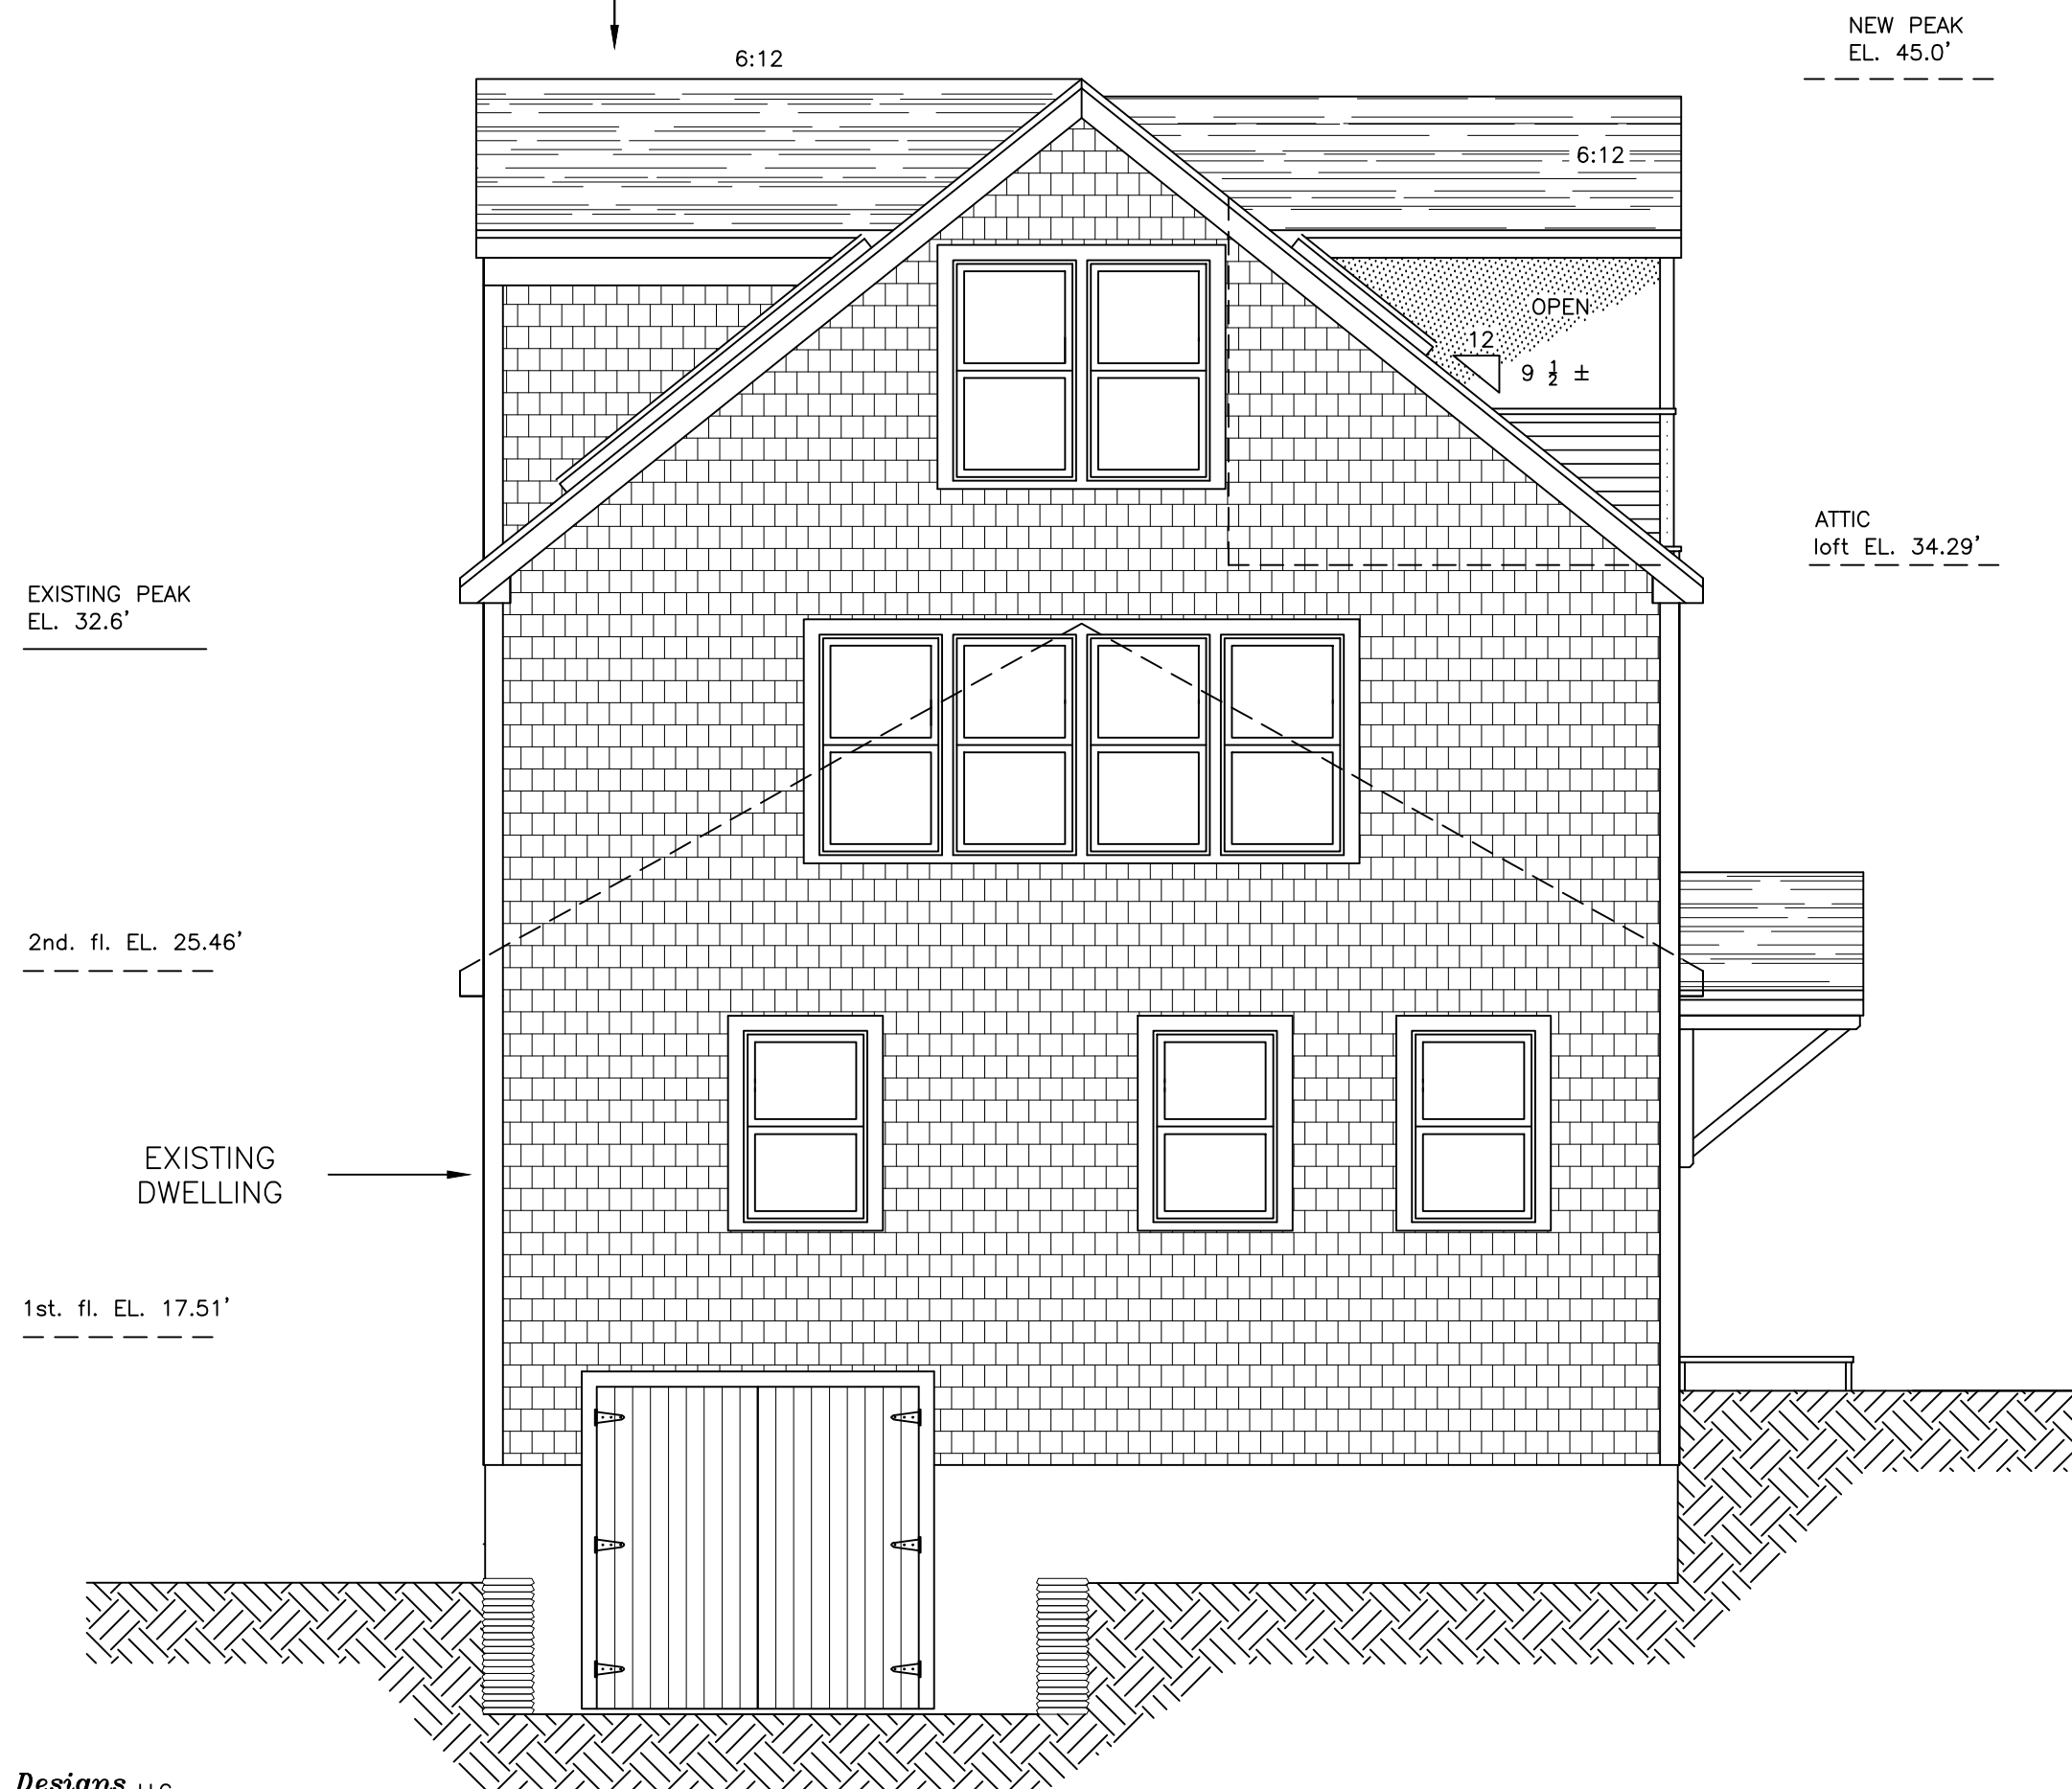 NEW PEAK
EL. 45.0'
6:12
6:12
OPEN
12
9 ½ ±
ATTIC
loft EL. 34.29'
EXISTING PEAK
EL. 32.6'
2nd. fl. EL. 25.46'
EXISTING
DWELLING
1st. fl. EL. 17.51'
Designs LLC